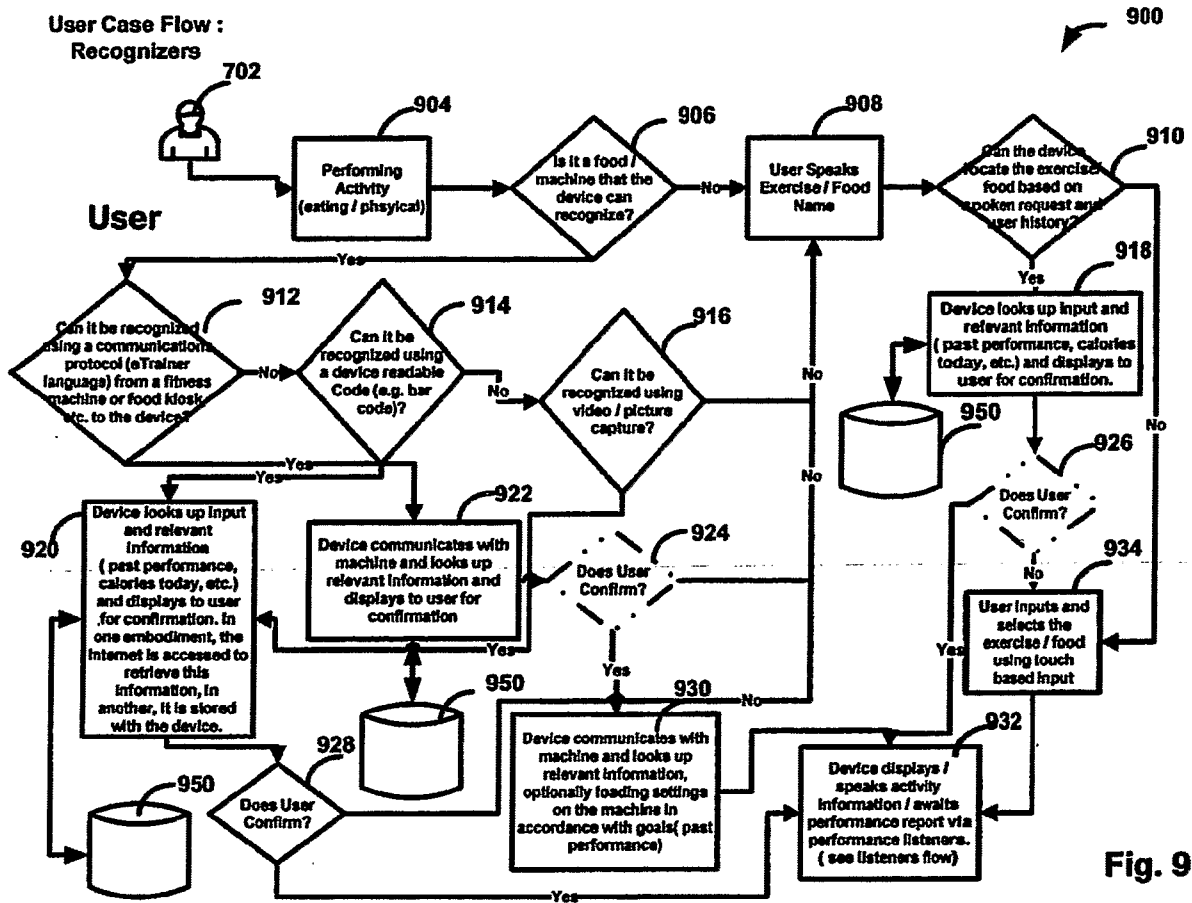 User Case Flow :
Recognizers
900
702
User
904
Performing
Activity
(eating / phsyical)
906
Is it a food /
machine that the
device can
recognize?
No
Yes
908
User Speaks
Exercise / Food
Name
910
Can the device
locate the exercise/
food based on
spoken request and
user history?
Yes
No
912
Can it be recognized
using a communications
protocol (eTrainer
language) from a fitness
machine or food kiosk,
etc. to the device?
No
Yes
914
Can it be
recognized using
a device readable
Code (e.g. bar
code)?
No
Yes
916
Can it be
recognized using
video / picture
capture?
No
Yes
918
Device looks up input and
relevant information
( past performance, calories
today, etc.) and displays to
user for confirmation.
950
920
Device looks up input
and relevant
information
( past performance,
calories today, etc.)
and displays to user
for confirmation. In
one embodiment, the
internet is accessed to
retrieve this
information, in
another, it is stored
with the device.
950
922
Device communicates with
machine and looks up
relevant information and
displays to user for
confirmation
950
924
Does User
Confirm?
No
Yes
926
Does User
Confirm?
No
Yes
928
Does User
Confirm?
No
Yes
930
Device communicates with
machine and looks up
relevant information,
optionally loading settings
on the machine in
accordance with goals( past
performance)
934
User inputs and
selects the
exercise / food
using touch
based input
932
Device displays /
speaks activity
information / awaits
performance report via
performance listeners.
( see listeners flow)
Fig. 9